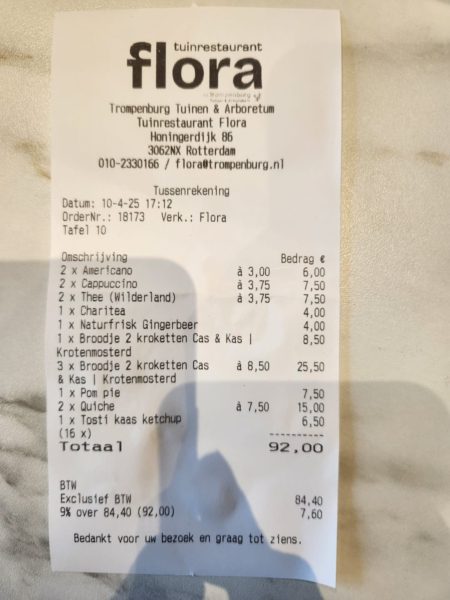 tuinrestaurant
flora
Trompenburg Tuinen & Arboretum
Tuinrestaurant Flora
Honingerdijk 86
3062NX Rotterdam
010-2330166 / flora@trompenburg.nl
Tussenrekening
Datum: 10-4-25 17:12
OrderNr.: 18173 Verk.: Flora
Tafel 10
Omschrijving Bedrag €
2 x Americano à 3,00 6,00
2 x Cappuccino à 3,75 7,50
2 x Thee (Wilderland) à 3,75 7,50
1 x Charitea 4,00
1 x Naturfrisk Gingerbeer 4,00
1 x Broodje 2 kroketten Cas & Kas | 8,50
Krotenmosterd
3 x Broodje 2 kroketten Cas à 8,50 25,50
& Kas | Krotenmosterd
1 x Pom pie 7,50
2 x Quiche à 7,50 15,00
1 x Tosti kaas ketchup 6,50
(16 x) ----------
Totaal 92,00
BTW
Exclusief BTW 84,40
9% over 84,40 (92,00) 7,60
Bedankt voor uw bezoek en graag tot ziens.